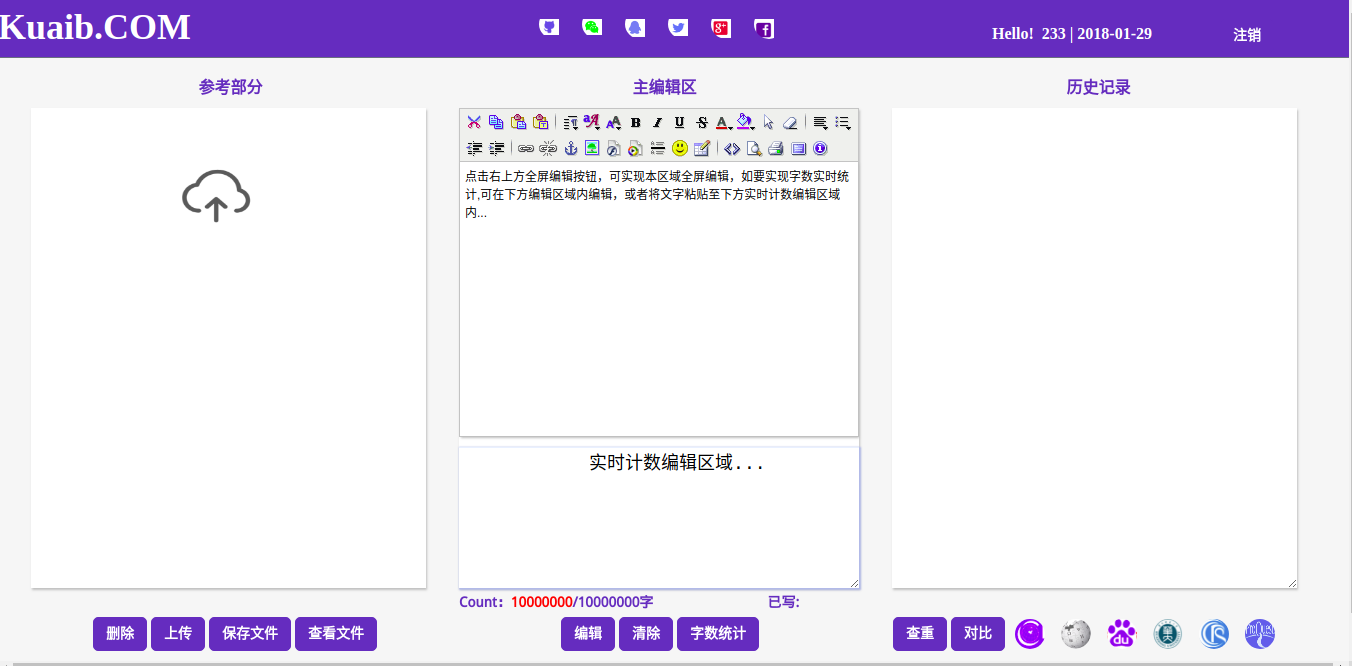 Kuaib.COM
Hello!  233 | 2018-01-29
注销
参考部分
主编辑区
历史记录
点击右上方全屏编辑按钮，可实现本区域全屏编辑，如要实现字数实时统
计,可在下方编辑区域内编辑，或者将文字粘贴至下方实时计数编辑区域
内...
实时计数编辑区域...
Count：10000000/10000000字
已写:
删除 上传 保存文件 查看文件
编辑 清除 字数统计
查重 对比